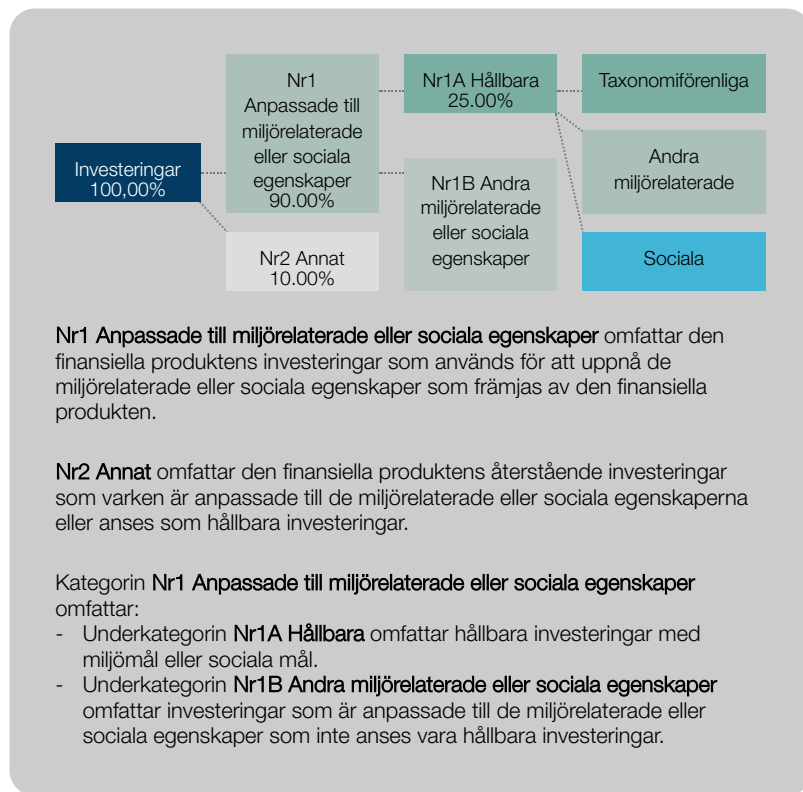 Investeringar
100,00%
Nr1
Anpassade till
miljörelaterade
eller sociala
egenskaper
90.00%
Nr2 Annat
10.00%
Nr1A Hållbara
25.00%
Nr1B Andra
miljörelaterade
eller sociala
egenskaper
Taxonomiförenliga
Andra
miljörelaterade
Sociala
Nr1 Anpassade till miljörelaterade eller sociala egenskaper omfattar den
finansiella produktens investeringar som används för att uppnå de
miljörelaterade eller sociala egenskaper som främjas av den finansiella
produkten.
Nr2 Annat omfattar den finansiella produktens återstående investeringar
som varken är anpassade till de miljörelaterade eller sociala egenskaperna
eller anses som hållbara investeringar.
Kategorin Nr1 Anpassade till miljörelaterade eller sociala egenskaper
omfattar:
- Underkategorin Nr1A Hållbara omfattar hållbara investeringar med
miljömål eller sociala mål.
- Underkategorin Nr1B Andra miljörelaterade eller sociala egenskaper
omfattar investeringar som är anpassade till de miljörelaterade eller
sociala egenskaper som inte anses vara hållbara investeringar.